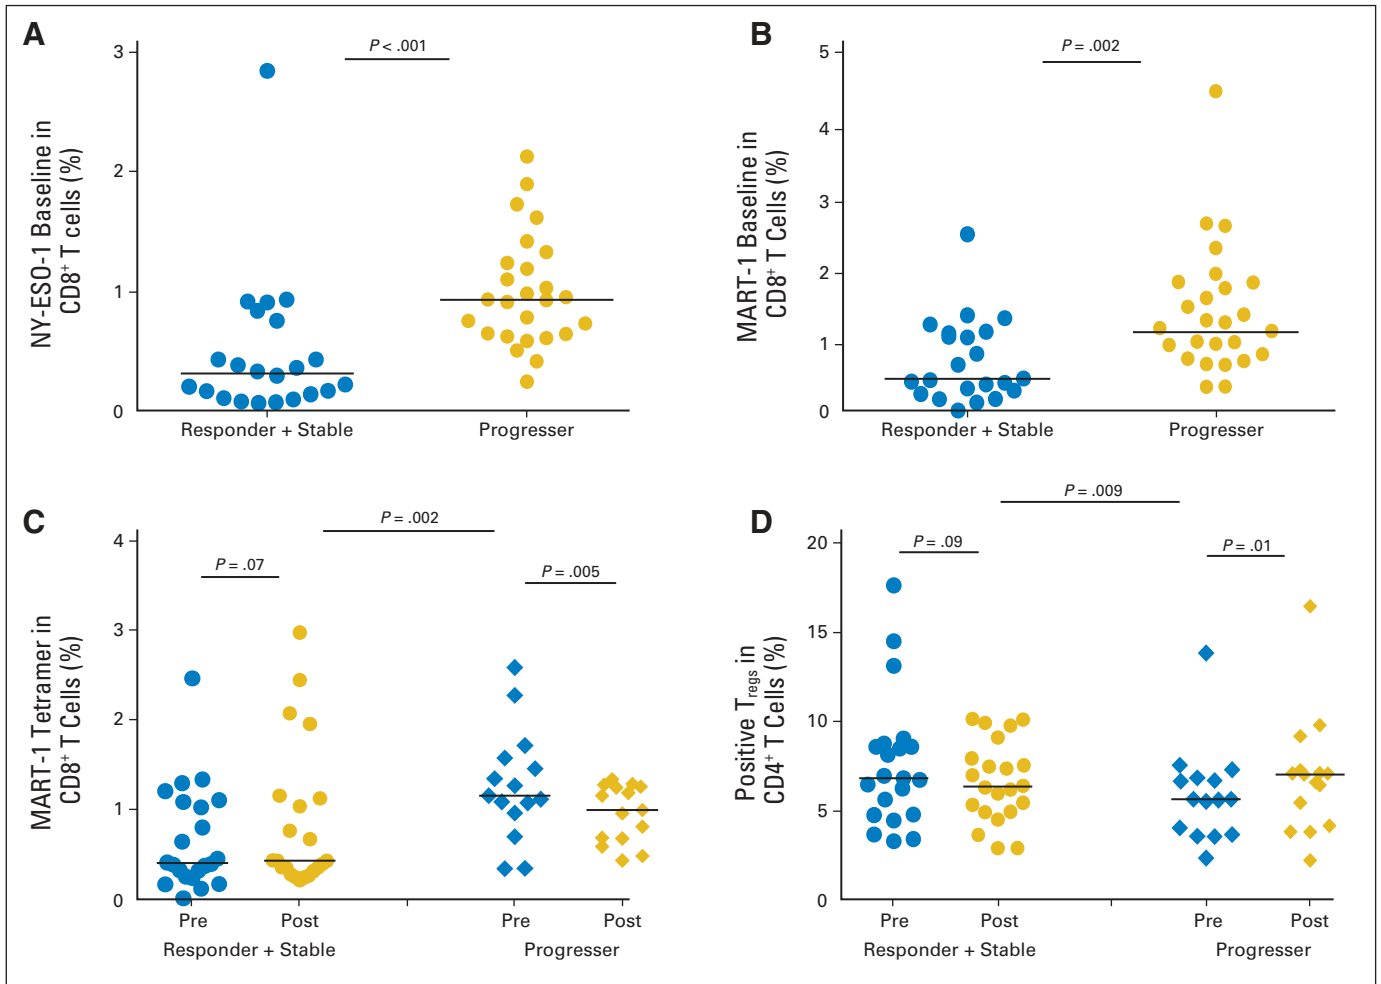 A
NY-ESO-1 Baseline in
CD8⁺ T cells (%)
3
2
1
0
P < .001
Responder + Stable
Progresser
B
MART-1 Baseline in
CD8⁺ T Cells (%)
5
4
3
2
1
0
P = .002
Responder + Stable
Progresser
C
MART-1 Tetramer in
CD8⁺ T Cells (%)
4
3
2
1
0
P = .002
P = .07
P = .005
Pre
Post
Pre
Post
Responder + Stable
Progresser
D
Positive Tregs in
CD4⁺ T Cells (%)
20
15
10
5
0
P = .009
P = .09
P = .01
Pre
Post
Pre
Post
Responder + Stable
Progresser